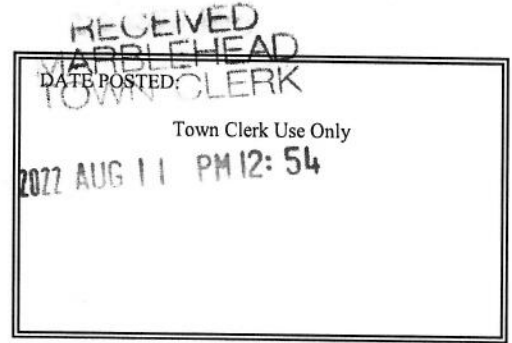 RECEIVED
MARBLEHEAD
TOWN CLERK
DATE POSTED:
Town Clerk Use Only
2022 AUG 11 PM 12: 54